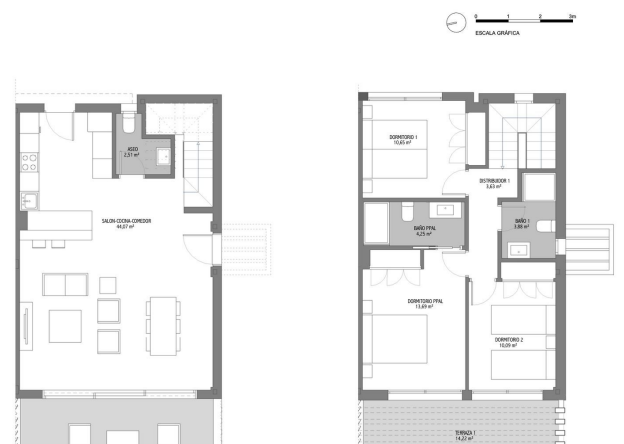 0 1 2 3m
ESCALA GRÁFICA
ASEO
2,51 m²
SALON-COCINA-COMEDOR
44,07 m²
DORMITORIO 1
10,65 m²
DISTRIBUIDOR 1
3,63 m²
BAÑO PPAL
4,25 m²
BAÑO 1
3,88 m²
DORMITORIO PPAL
13,69 m²
DORMITORIO 2
10,09 m²
TERRAZA 1
14,22 m²